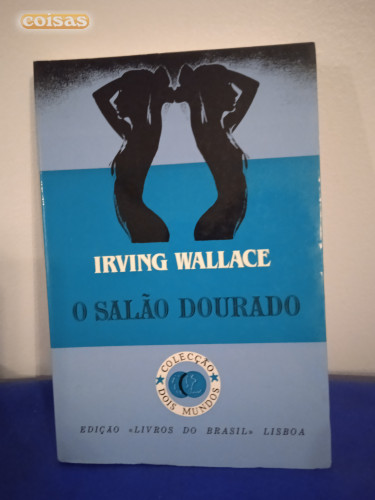 coisas
IRVING WALLACE
O SALÃO DOURADO
COLECÇÃO
DOIS MUNDOS
EDIÇÃO «LIVROS DO BRASIL» LISBOA